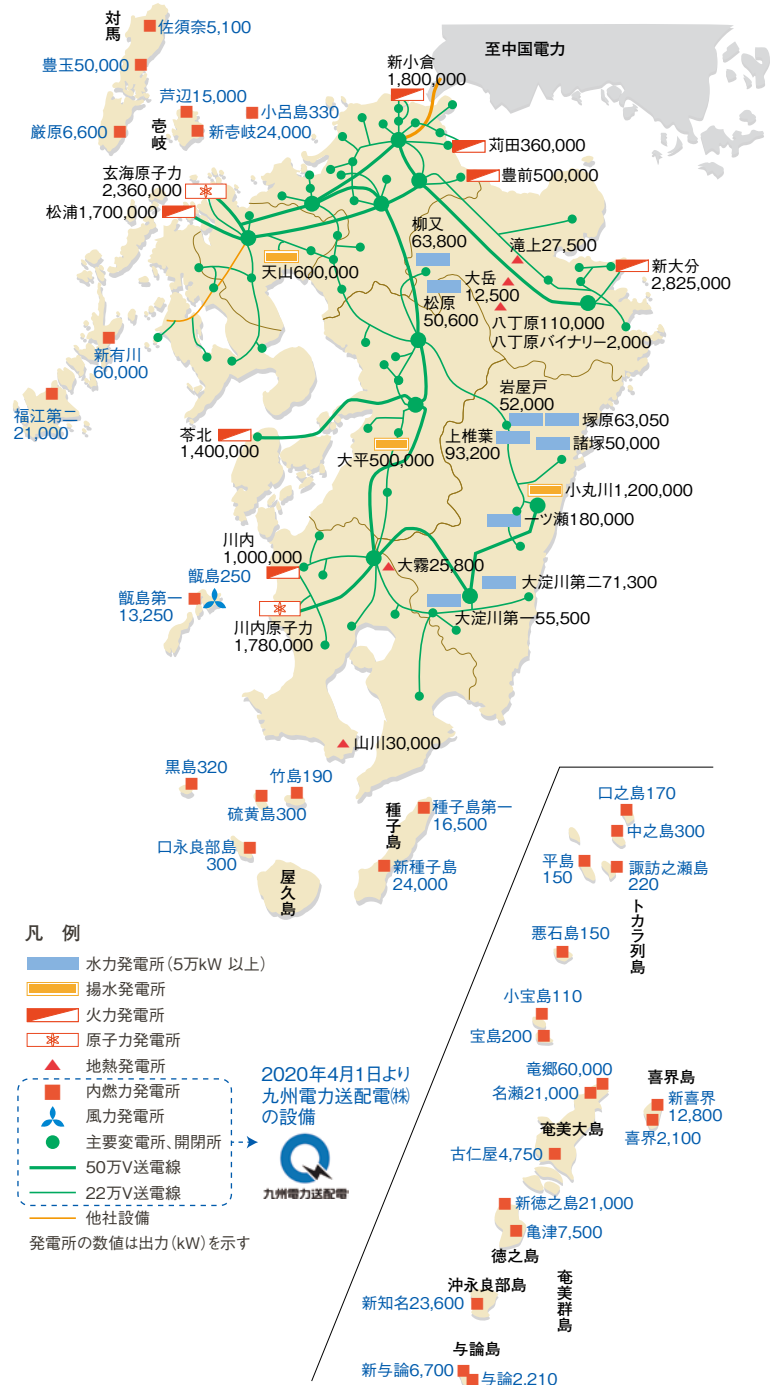 対馬
佐須奈5,100
豊玉50,000
厳原6,600
壱岐
芦辺15,000
新壱岐24,000
小呂島330
至中国電力
新小倉
1,800,000
苅田360,000
豊前500,000
玄海原子力
2,360,000
松浦1,700,000
天山600,000
柳又
63,800
松原
50,600
滝上27,500
大岳
12,500
八丁原110,000
八丁原バイナリー2,000
新大分
2,825,000
新有川
60,000
福江第二
21,000
苓北
1,400,000
大平500,000
岩屋戸
52,000
塚原63,050
上椎葉
93,200
諸塚50,000
小丸川1,200,000
一ツ瀬180,000
川内
1,000,000
大霧25,800
大淀川第二71,300
大淀川第一55,500
甑島250
甑島第一
13,250
川内原子力
1,780,000
山川30,000
黒島320
竹島190
硫黄島300
口永良部島
300
屋久島
種子島
種子島第一
16,500
新種子島
24,000
口之島170
中之島300
平島
150
諏訪之瀬島
220
トカラ列島
悪石島150
小宝島110
宝島200
竜郷60,000
名瀬21,000
喜界島
新喜界
12,800
喜界2,100
奄美大島
古仁屋4,750
新徳之島21,000
亀津7,500
徳之島
奄美群島
沖永良部島
新知名23,600
与論島
新与論6,700
与論2,210
凡 例
水力発電所(5万kW 以上)
揚水発電所
火力発電所
原子力発電所
地熱発電所
内燃力発電所
風力発電所
主要変電所、開閉所
50万V送電線
22万V送電線
他社設備
発電所の数値は出力(kW)を示す
2020年4月1日より
九州電力送配電㈱
の設備
九州電力送配電